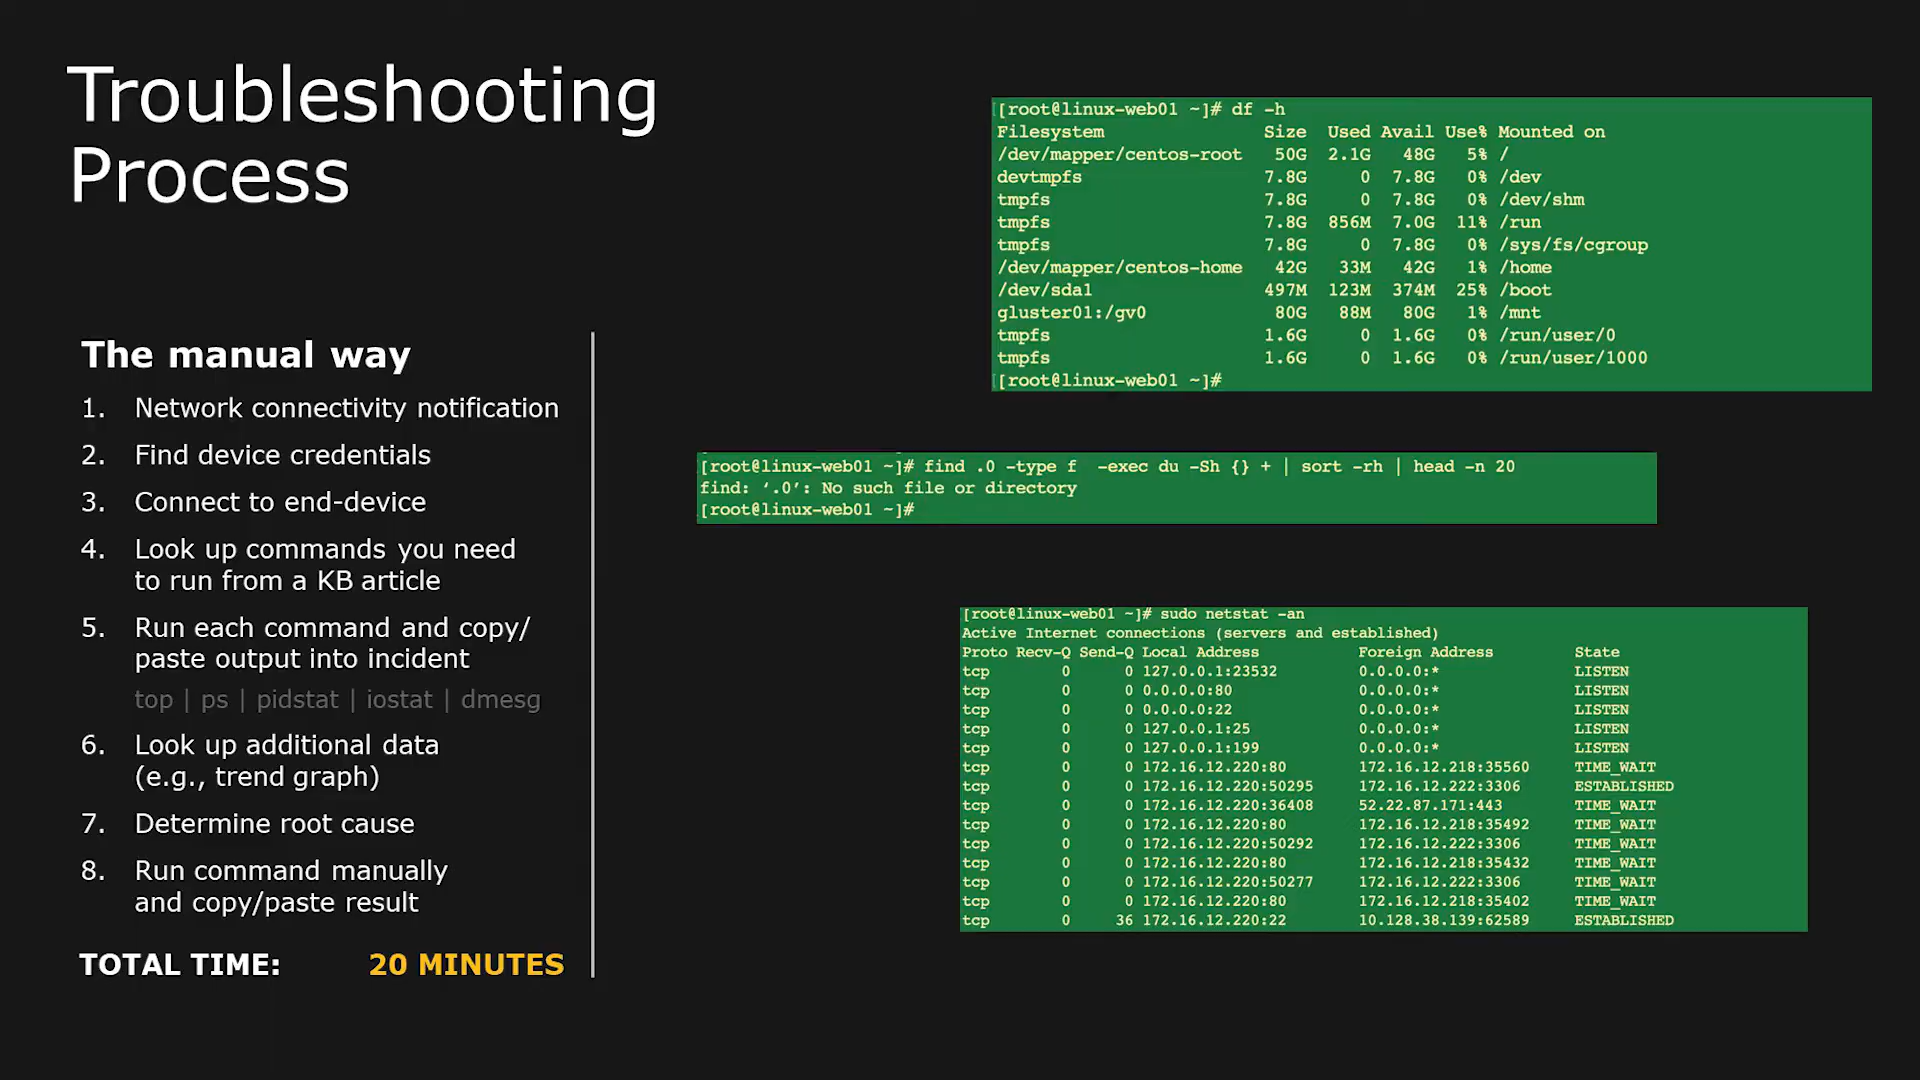 Troubleshooting
Process
The manual way
1. Network connectivity notification
2. Find device credentials
3. Connect to end-device
4. Look up commands you need
to run from a KB article
5. Run each command and copy/
paste output into incident
top | ps | pidstat | iostat | dmesg
6. Look up additional data
(e.g., trend graph)
7. Determine root cause
8. Run command manually
and copy/paste result
TOTAL TIME: 20 MINUTES
[[root@linux-web01 ~]# df -h
Filesystem Size Used Avail Use% Mounted on
/dev/mapper/centos-root 50G 2.1G 48G 5% /
devtmpfs 7.8G 0 7.8G 0% /dev
tmpfs 7.8G 0 7.8G 0% /dev/shm
tmpfs 7.8G 856M 7.0G 11% /run
tmpfs 7.8G 0 7.8G 0% /sys/fs/cgroup
/dev/mapper/centos-home 42G 33M 42G 1% /home
/dev/sda1 497M 123M 374M 25% /boot
gluster01:/gv0 80G 88M 80G 1% /mnt
tmpfs 1.6G 0 1.6G 0% /run/user/0
tmpfs 1.6G 0 1.6G 0% /run/user/1000
[[root@linux-web01 ~]#
[root@linux-web01 ~]# find .0 -type f  -exec du -Sh {} + | sort -rh | head -n 20
find: ‘.0’: No such file or directory
[root@linux-web01 ~]#
[root@linux-web01 ~]# sudo netstat -an
Active Internet connections (servers and established)
Proto Recv-Q Send-Q Local Address Foreign Address State
tcp 0 0 127.0.0.1:23532 0.0.0.0:* LISTEN
tcp 0 0 0.0.0.0:80 0.0.0.0:* LISTEN
tcp 0 0 0.0.0.0:22 0.0.0.0:* LISTEN
tcp 0 0 127.0.0.1:25 0.0.0.0:* LISTEN
tcp 0 0 127.0.0.1:199 0.0.0.0:* LISTEN
tcp 0 0 172.16.12.220:80 172.16.12.218:35560 TIME_WAIT
tcp 0 0 172.16.12.220:50295 172.16.12.222:3306 ESTABLISHED
tcp 0 0 172.16.12.220:36408 52.22.87.171:443 TIME_WAIT
tcp 0 0 172.16.12.220:80 172.16.12.218:35492 TIME_WAIT
tcp 0 0 172.16.12.220:50292 172.16.12.222:3306 TIME_WAIT
tcp 0 0 172.16.12.220:80 172.16.12.218:35432 TIME_WAIT
tcp 0 0 172.16.12.220:50277 172.16.12.222:3306 TIME_WAIT
tcp 0 0 172.16.12.220:80 172.16.12.218:35402 TIME_WAIT
tcp 0 36 172.16.12.220:22 10.128.38.139:62589 ESTABLISHED